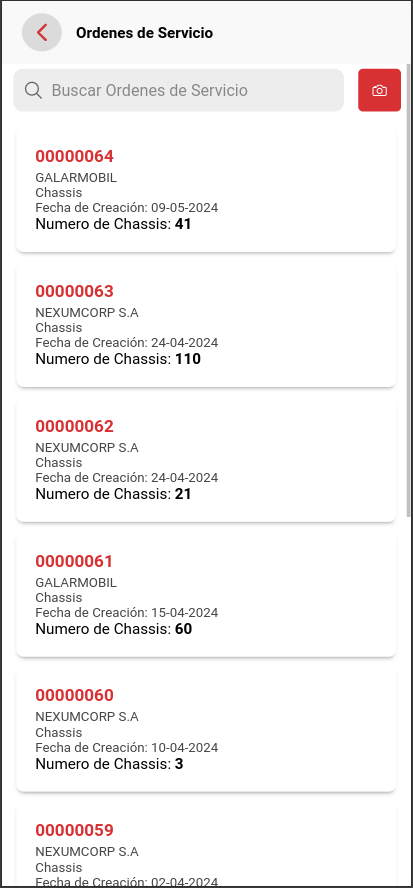 Ordenes de Servicio
Buscar Ordenes de Servicio
00000064
GALARMOBIL
Chassis
Fecha de Creación: 09-05-2024
Numero de Chassis: 41
00000063
NEXUMCORP S.A
Chassis
Fecha de Creación: 24-04-2024
Numero de Chassis: 110
00000062
NEXUMCORP S.A
Chassis
Fecha de Creación: 24-04-2024
Numero de Chassis: 21
00000061
GALARMOBIL
Chassis
Fecha de Creación: 15-04-2024
Numero de Chassis: 60
00000060
NEXUMCORP S.A
Chassis
Fecha de Creación: 10-04-2024
Numero de Chassis: 3
00000059
NEXUMCORP S.A
Chassis
Fecha de Creación: 02-04-2024